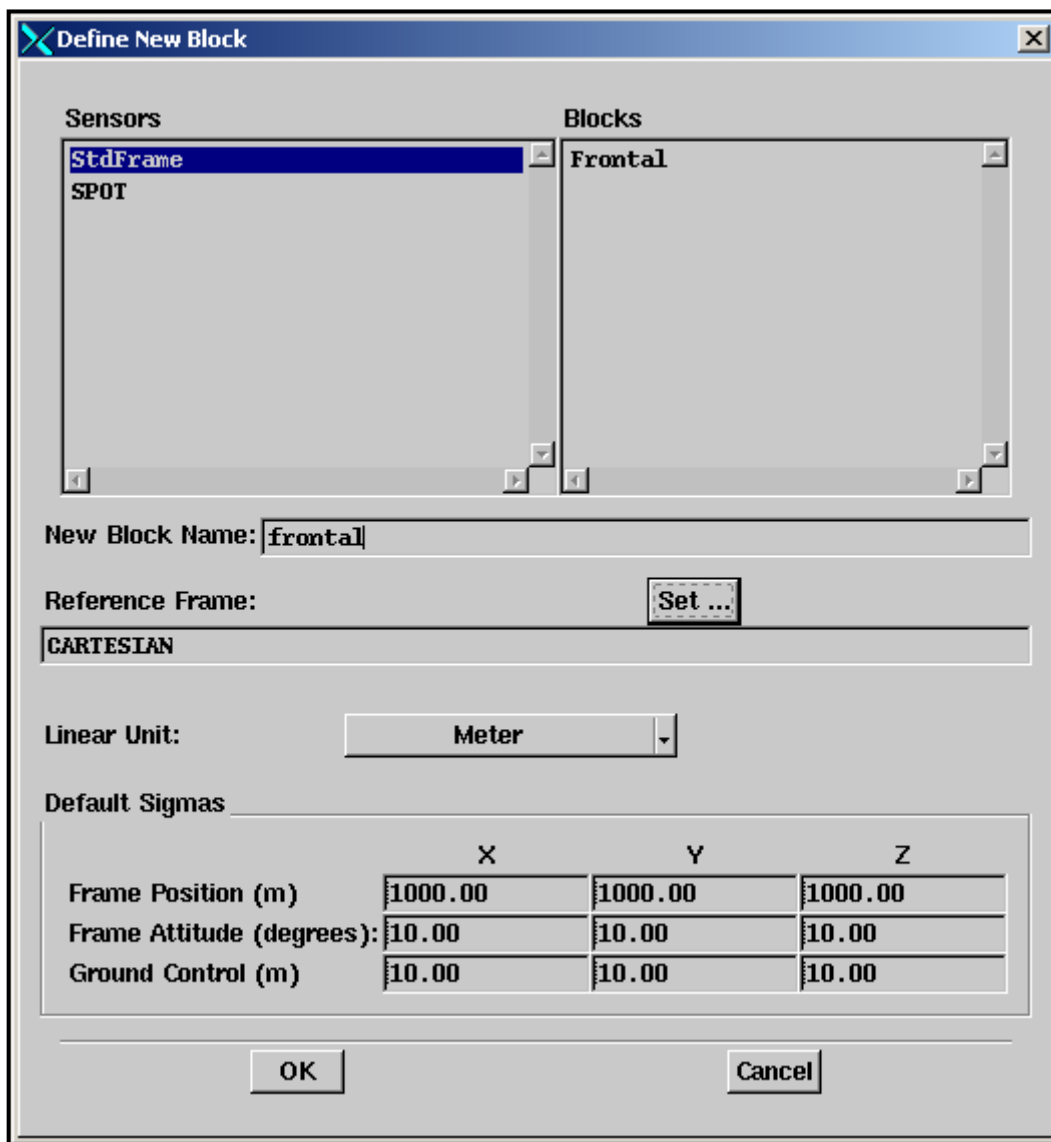 Define New Block
Sensors Blocks
StdFrame Frontal
SPOT
New Block Name: frontal
Reference Frame: Set ...
CARTESIAN
Linear Unit: Meter
Default Sigmas
X Y Z
Frame Position (m) 1000.00 1000.00 1000.00
Frame Attitude (degrees): 10.00 10.00 10.00
Ground Control (m) 10.00 10.00 10.00
OK Cancel